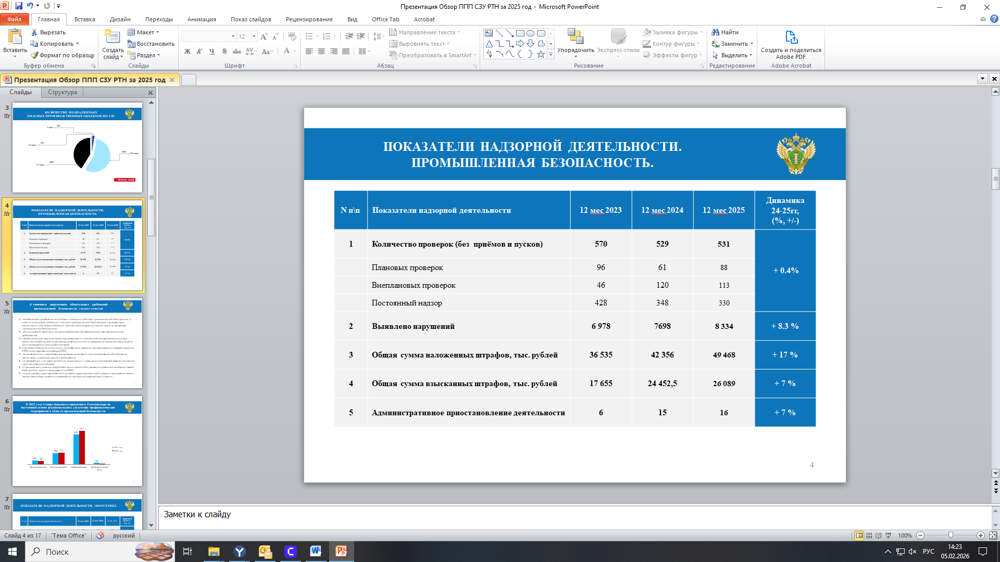 Презентация Обзор ППП СЗУ РТН за 2025 год - Microsoft PowerPoint
Файл Главная Вставка Дизайн Переходы Анимация Показ слайдов Рецензирование Вид Office Tab Acrobat
Вставить
Вырезать
Копировать
Формат по образцу
Буфер обмена
Создать слайд
Макет
Восстановить
Раздел
Слайды
12
Шрифт
Направление текста
Выровнять текст
Преобразовать в SmartArt
Абзац
Упорядочить
Экспресс-стили
Заливка фигуры
Контур фигуры
Эффекты фигур
Рисование
Найти
Заменить
Выделить
Редактирование
Создать и поделиться
Adobe PDF
Adobe Acrobat
Презентация Обзор ППП СЗУ РТН за 2025 год
Слайды Структура
3
КОЛИЧЕСТВО ПОДНАДЗОРНЫХ
ОПАСНЫХ ПРОИЗВОДСТВЕННЫХ ОБЪЕКТОВ ПО СЗУ
4
ПОКАЗАТЕЛИ НАДЗОРНОЙ ДЕЯТЕЛЬНОСТИ.
ПРОМЫШЛЕННАЯ БЕЗОПАСНОСТЬ.
5
К типичным нарушениям обязательных требований
промышленной безопасности следует отнести:
6
В 2025 году Северо-Западным управлением Ростехнадзора на
постоянной основе реализовывались следующие профилактические
мероприятия в области промышленной безопасности:
7
ПОКАЗАТЕЛИ НАДЗОРНОЙ ДЕЯТЕЛЬНОСТИ. ЭНЕРГЕТИКА
ПОКАЗАТЕЛИ НАДЗОРНОЙ ДЕЯТЕЛЬНОСТИ.
ПРОМЫШЛЕННАЯ БЕЗОПАСНОСТЬ.
N п\п Показатели надзорной деятельности 12 мес 2023 12 мес 2024 12 мес 2025 Динамика 24-25гг, (%, +/-)
1 Количество проверок (без приёмов и пусков) 570 529 531 + 0.4%
Плановых проверок 96 61 88
Внеплановых проверок 46 120 113
Постоянный надзор 428 348 330
2 Выявлено нарушений 6 978 7698 8 334 + 8.3 %
3 Общая сумма наложенных штрафов, тыс. рублей 36 535 42 356 49 468 + 17 %
4 Общая сумма взысканных штрафов, тыс. рублей 17 655 24 452,5 26 089 + 7 %
5 Административное приостановление деятельности 6 15 16 + 7 %
4
Заметки к слайду
Слайд 4 из 17 "Тема Office" русский 100%
Поиск РУС 14:23
05.02.2026